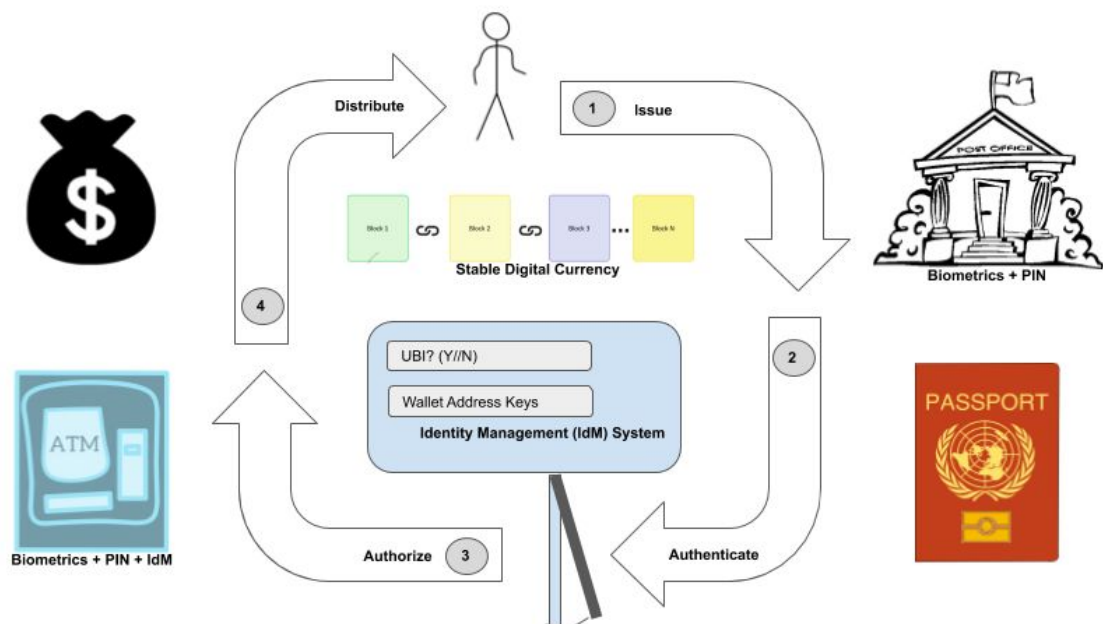 Distribute
1
Issue
$
POST OFFICE
Block 1
Block 2
Block 3
Block N
Stable Digital Currency
Biometrics + PIN
4
2
UBI? (Y//N)
Wallet Address Keys
Identity Management (IdM) System
ATM
PASSPORT
Biometrics + PIN + IdM
Authorize
3
Authenticate